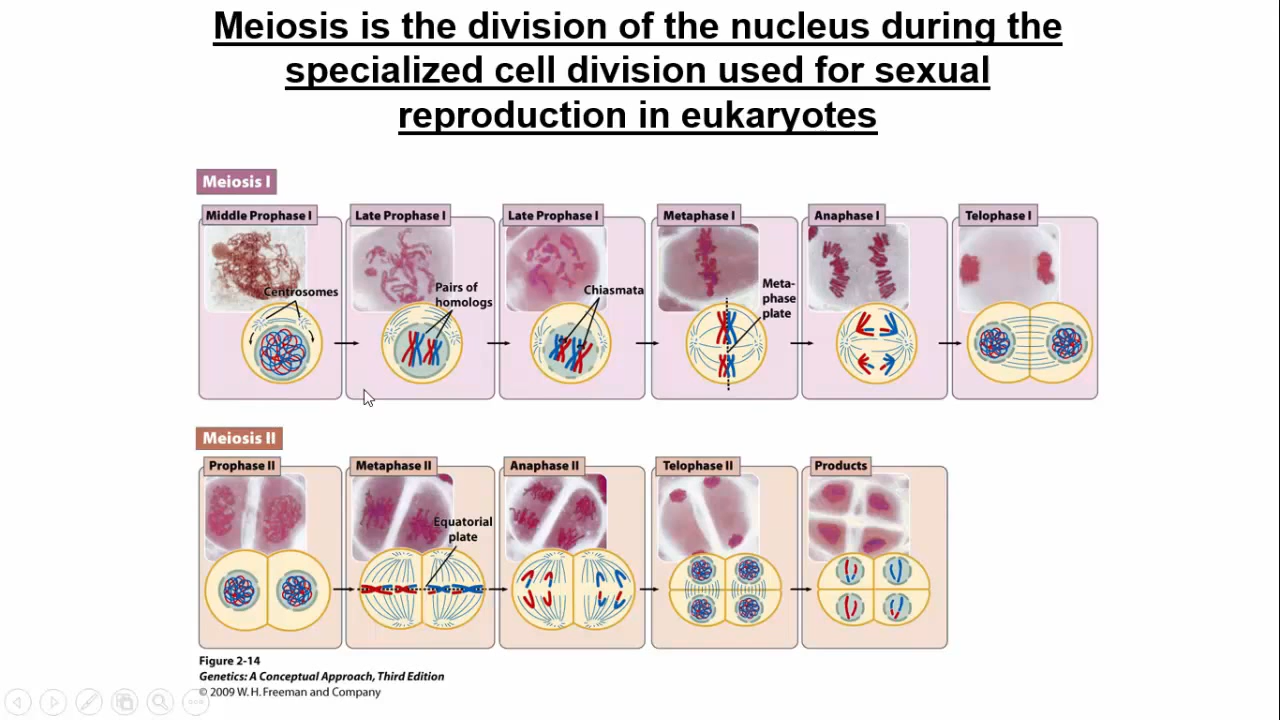 Meiosis is the division of the nucleus during the
specialized cell division used for sexual
reproduction in eukaryotes
Meiosis I
Middle Prophase I
Late Prophase I
Late Prophase I
Metaphase I
Anaphase I
Telophase I
Centrosomes
Pairs of
homologs
Chiasmata
Meta-
phase
plate
Meiosis II
Prophase II
Metaphase II
Anaphase II
Telophase II
Products
Equatorial
plate
Figure 2-14
Genetics: A Conceptual Approach, Third Edition
© 2009 W. H. Freeman and Company